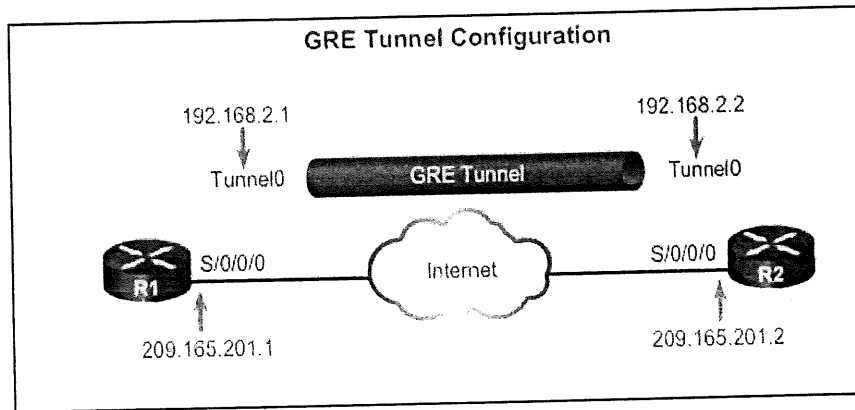 GRE Tunnel Configuration
192.168.2.1
192.168.2.2
Tunnel0
GRE Tunnel
Tunnel0
S/0/0/0
Internet
S/0/0/0
R1
R2
209.165.201.1
209.165.201.2